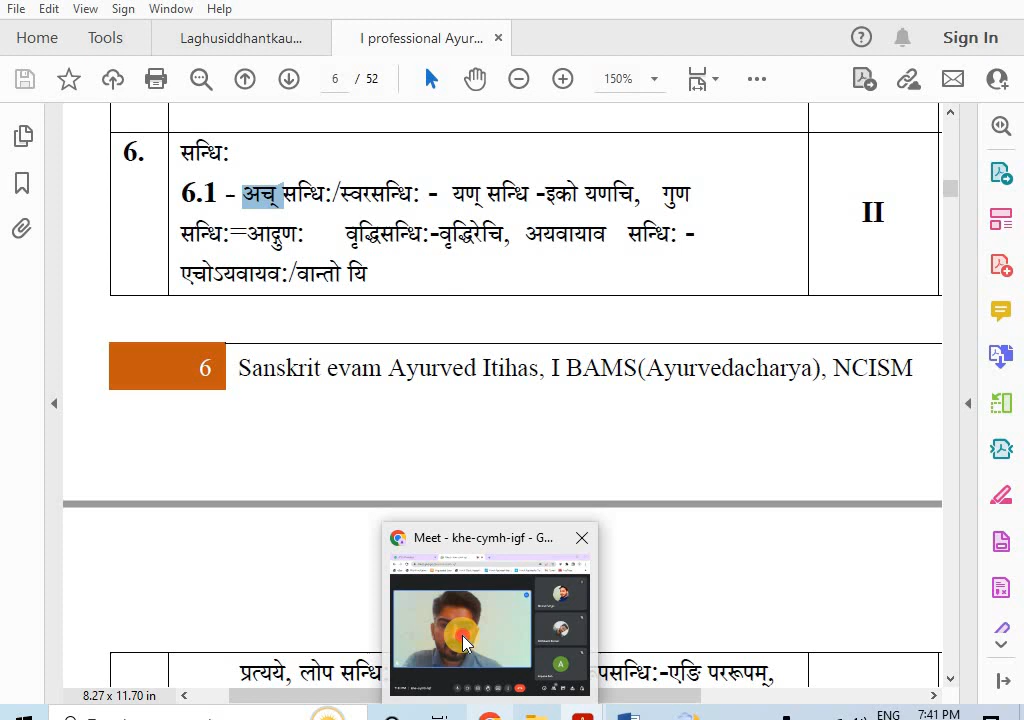 File Edit View Sign Window Help
Home Tools Laghusiddhantkau... I professional Ayur... Sign In
6 / 52 150%
6. सन्धिः
6.1 - अच् सन्धि:/स्वरसन्धि: - यण् सन्धि -इको यणचि, गुण II
सन्धि:=आद्गुण: वृद्धिसन्धि:-वृद्धिरेचि, अयवायाव सन्धि: -
एचोऽयवायव:/वान्तो यि
6 Sanskrit evam Ayurved Itihas, I BAMS(Ayurvedacharya), NCISM
Meet - khe-cymh-igf - G...
प्रत्यये, लोप सन्धि: पसन्धि:-एङि पररूपम्,
8.27 x 11.70 in
ENG 7:41 PM